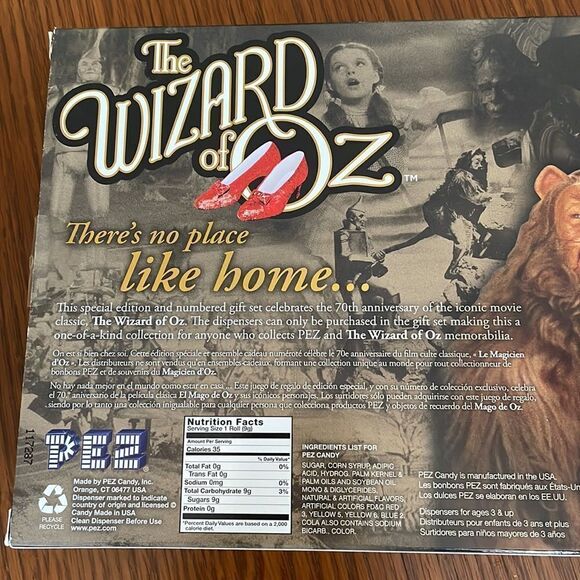 The
WIZARD
of OZ ™
There's no place
like home...
This special edition and numbered gift set celebrates the 70th anniversary of the iconic movie
classic, The Wizard of Oz. The dispensers can only be purchased in the gift set making this a
one-of-a-kind collection for anyone who collects PEZ and The Wizard of Oz memorabilia.
On est si bien chez soi. Cette édition spéciale et ensemble cadeau numéroté célèbre le 70e anniversaire du film culte classique, « Le Magicien
d'Oz ». Les distributeurs ne sont vendus qu'en ensembles cadeaux, formant une collection unique au monde pour tout collectionneur de
bonbons PEZ et de souvenirs du Magicien d'Oz.
No hay nada mejor en el mundo como estar en casa ... Este juego de regalo de edición especial, y con su número de colección exclusivo, celebra
el 70.° aniversario de la película clásica El Mago de Oz y sus icónicos personajes. Los surtidores sólo pueden adquirirse con este juego de regalo,
siendo por lo tanto una colección inigualable para cualquier persona que colecciona productos PEZ y objetos de recuerdo del Mago de Oz.
PEZ
Made by PEZ Candy, Inc.
Orange, CT 06477 USA
Dispenser marked to indicate
country of origin and licensed ©
Candy Made in USA
Clean Dispenser Before Use
www.pez.com
PLEASE
RECYCLE
Nutrition Facts
Serving Size 1 Roll (9g)
Amount Per Serving
Calories 35
% Daily Value*
Total Fat 0g 0%
Trans Fat 0g
Sodium 0mg 0%
Total Carbohydrate 9g 3%
Sugars 9g
Protein 0g
*Percent Daily Values are based on a 2,000
calorie diet.
INGREDIENTS LIST FOR
PEZ CANDY
SUGAR, CORN SYRUP, ADIPIC
ACID, HYDROG. PALM KERNEL &
PALM OILS AND SOYBEAN OIL
MONO & DIGLYCERIDES,
NATURAL & ARTIFICIAL FLAVORS,
ARTIFICIAL COLORS FD&C RED
3, YELLOW 5, YELLOW 6, BLUE 2.
COLA ALSO CONTAINS SODIUM
BICARB., COLOR.
PEZ Candy is manufactured in the USA.
Les bonbons PEZ sont fabriqués aux États-Un
Los dulces PEZ se elaboran en los EE.UU.
Dispensers for ages 3 & up
Distributeurs pour enfants de 3 ans et plus
Surtidores para niños mayores de 3 años